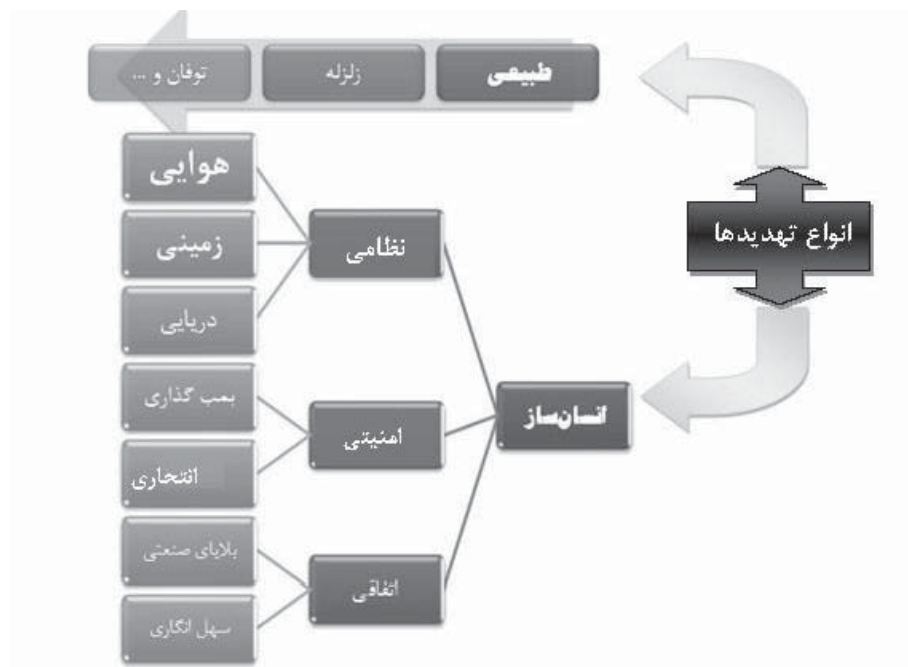 انواع تهدیدها
طبیعی
زلزله
توفان و ...
انسان‌ساز
نظامی
هوایی
زمینی
دریایی
امنیتی
بمب گذاری
انتحاری
اتفاقی
بلایای صنعتی
سهل انگاری